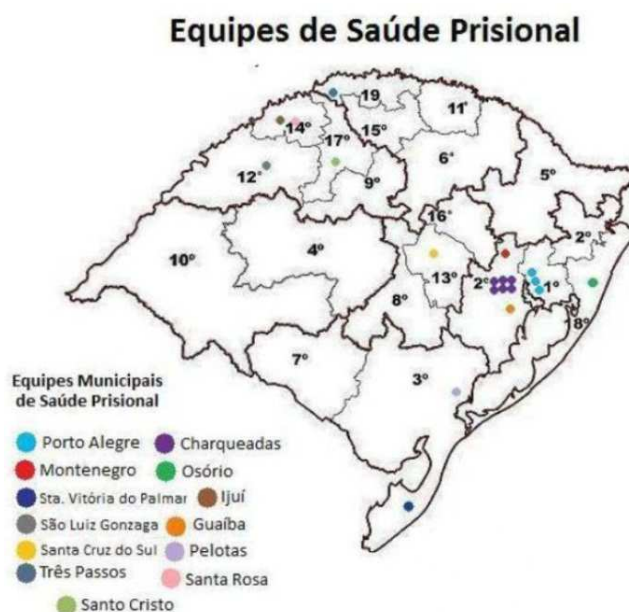 Equipes de Saúde Prisional
19
11°
14º
15º
17º
6°
5º
12°
9º
16°
2º
4º
10º
13º
2º
1º
8º
8º
7º
3º
Equipes Municipais
de Saúde Prisional
Porto Alegre
Charqueadas
Montenegro
Osório
Sta. Vitória do Palmar
Ijuí
São Luiz Gonzaga
Guaíba
Santa Cruz do Sul
Pelotas
Três Passos
Santa Rosa
Santo Cristo